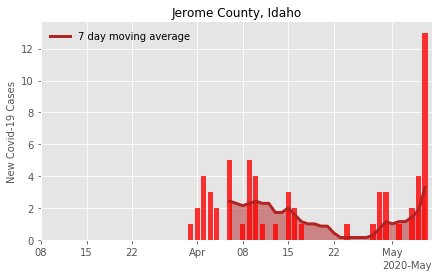 Jerome County, Idaho
7 day moving average
New Covid-19 Cases
12
10
8
6
4
2
0
08 15 22 Apr 08 15 22 May
2020-May